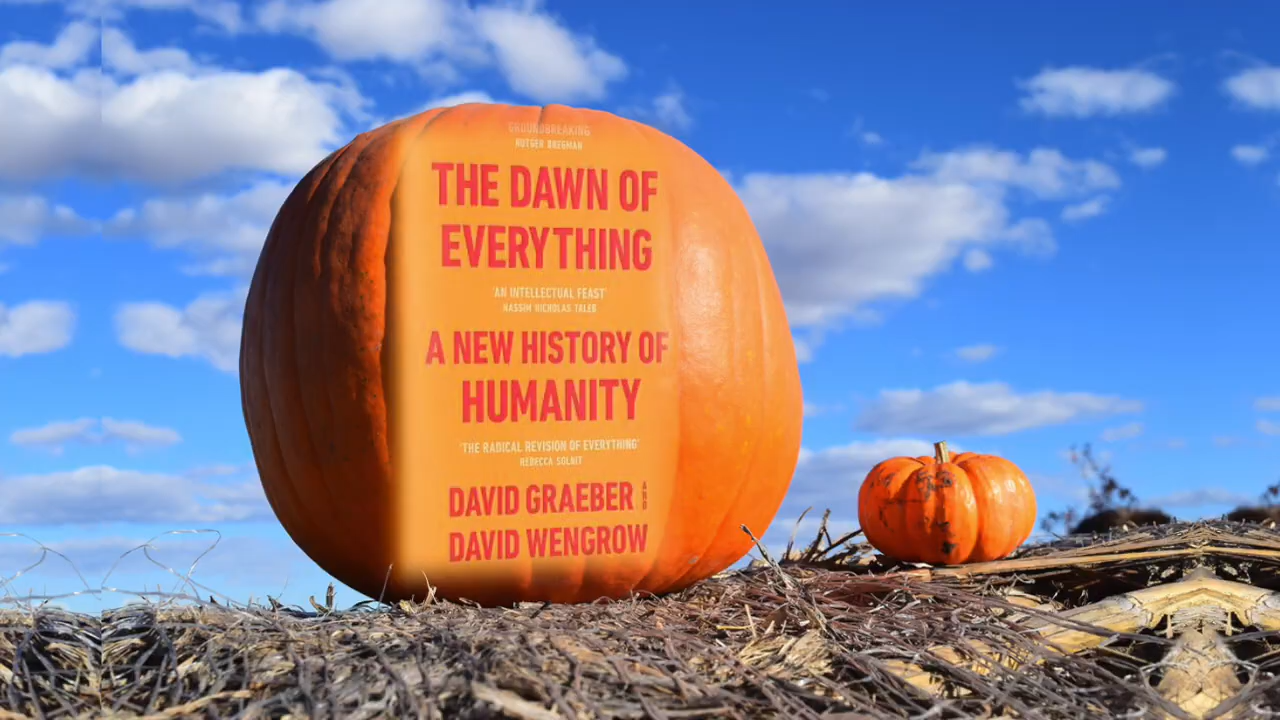 'GROUNDBREAKING'
RUTGER BREGMAN
THE DAWN OF
EVERYTHING
'AN INTELLECTUAL FEAST'
NASSIM NICHOLAS TALEB
A NEW HISTORY OF
HUMANITY
'THE RADICAL REVISION OF EVERYTHING'
REBECCA SOLNIT
DAVID GRAEBER AND
DAVID WENGROW